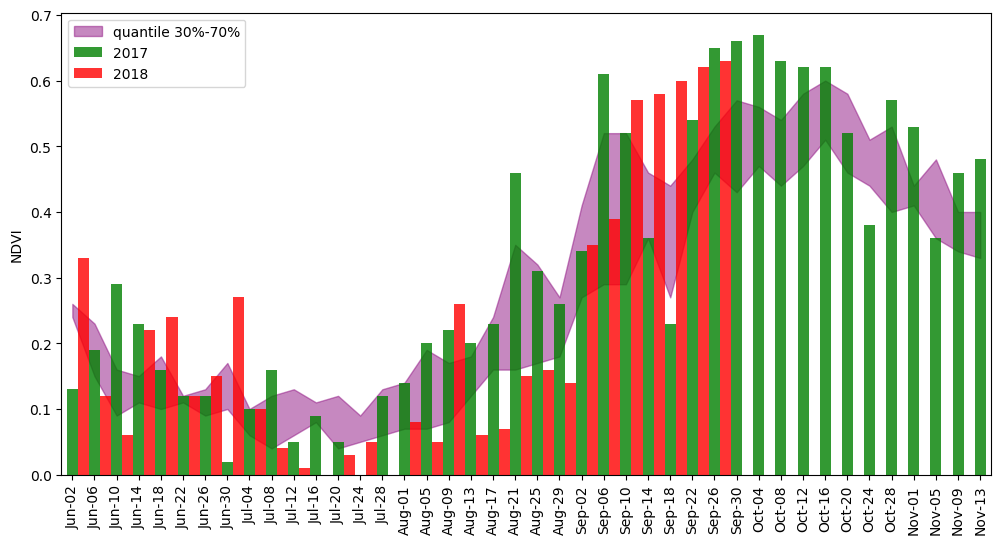 quantile 30%-70%
2017
2018
NDVI
0.7
0.6
0.5
0.4
0.3
0.2
0.1
0.0
Jun-02
Jun-06
Jun-10
Jun-14
Jun-18
Jun-22
Jun-26
Jun-30
Jul-04
Jul-08
Jul-12
Jul-16
Jul-20
Jul-24
Jul-28
Aug-01
Aug-05
Aug-09
Aug-13
Aug-17
Aug-21
Aug-25
Aug-29
Sep-02
Sep-06
Sep-10
Sep-14
Sep-18
Sep-22
Sep-26
Sep-30
Oct-04
Oct-08
Oct-12
Oct-16
Oct-20
Oct-24
Oct-28
Nov-01
Nov-05
Nov-09
Nov-13